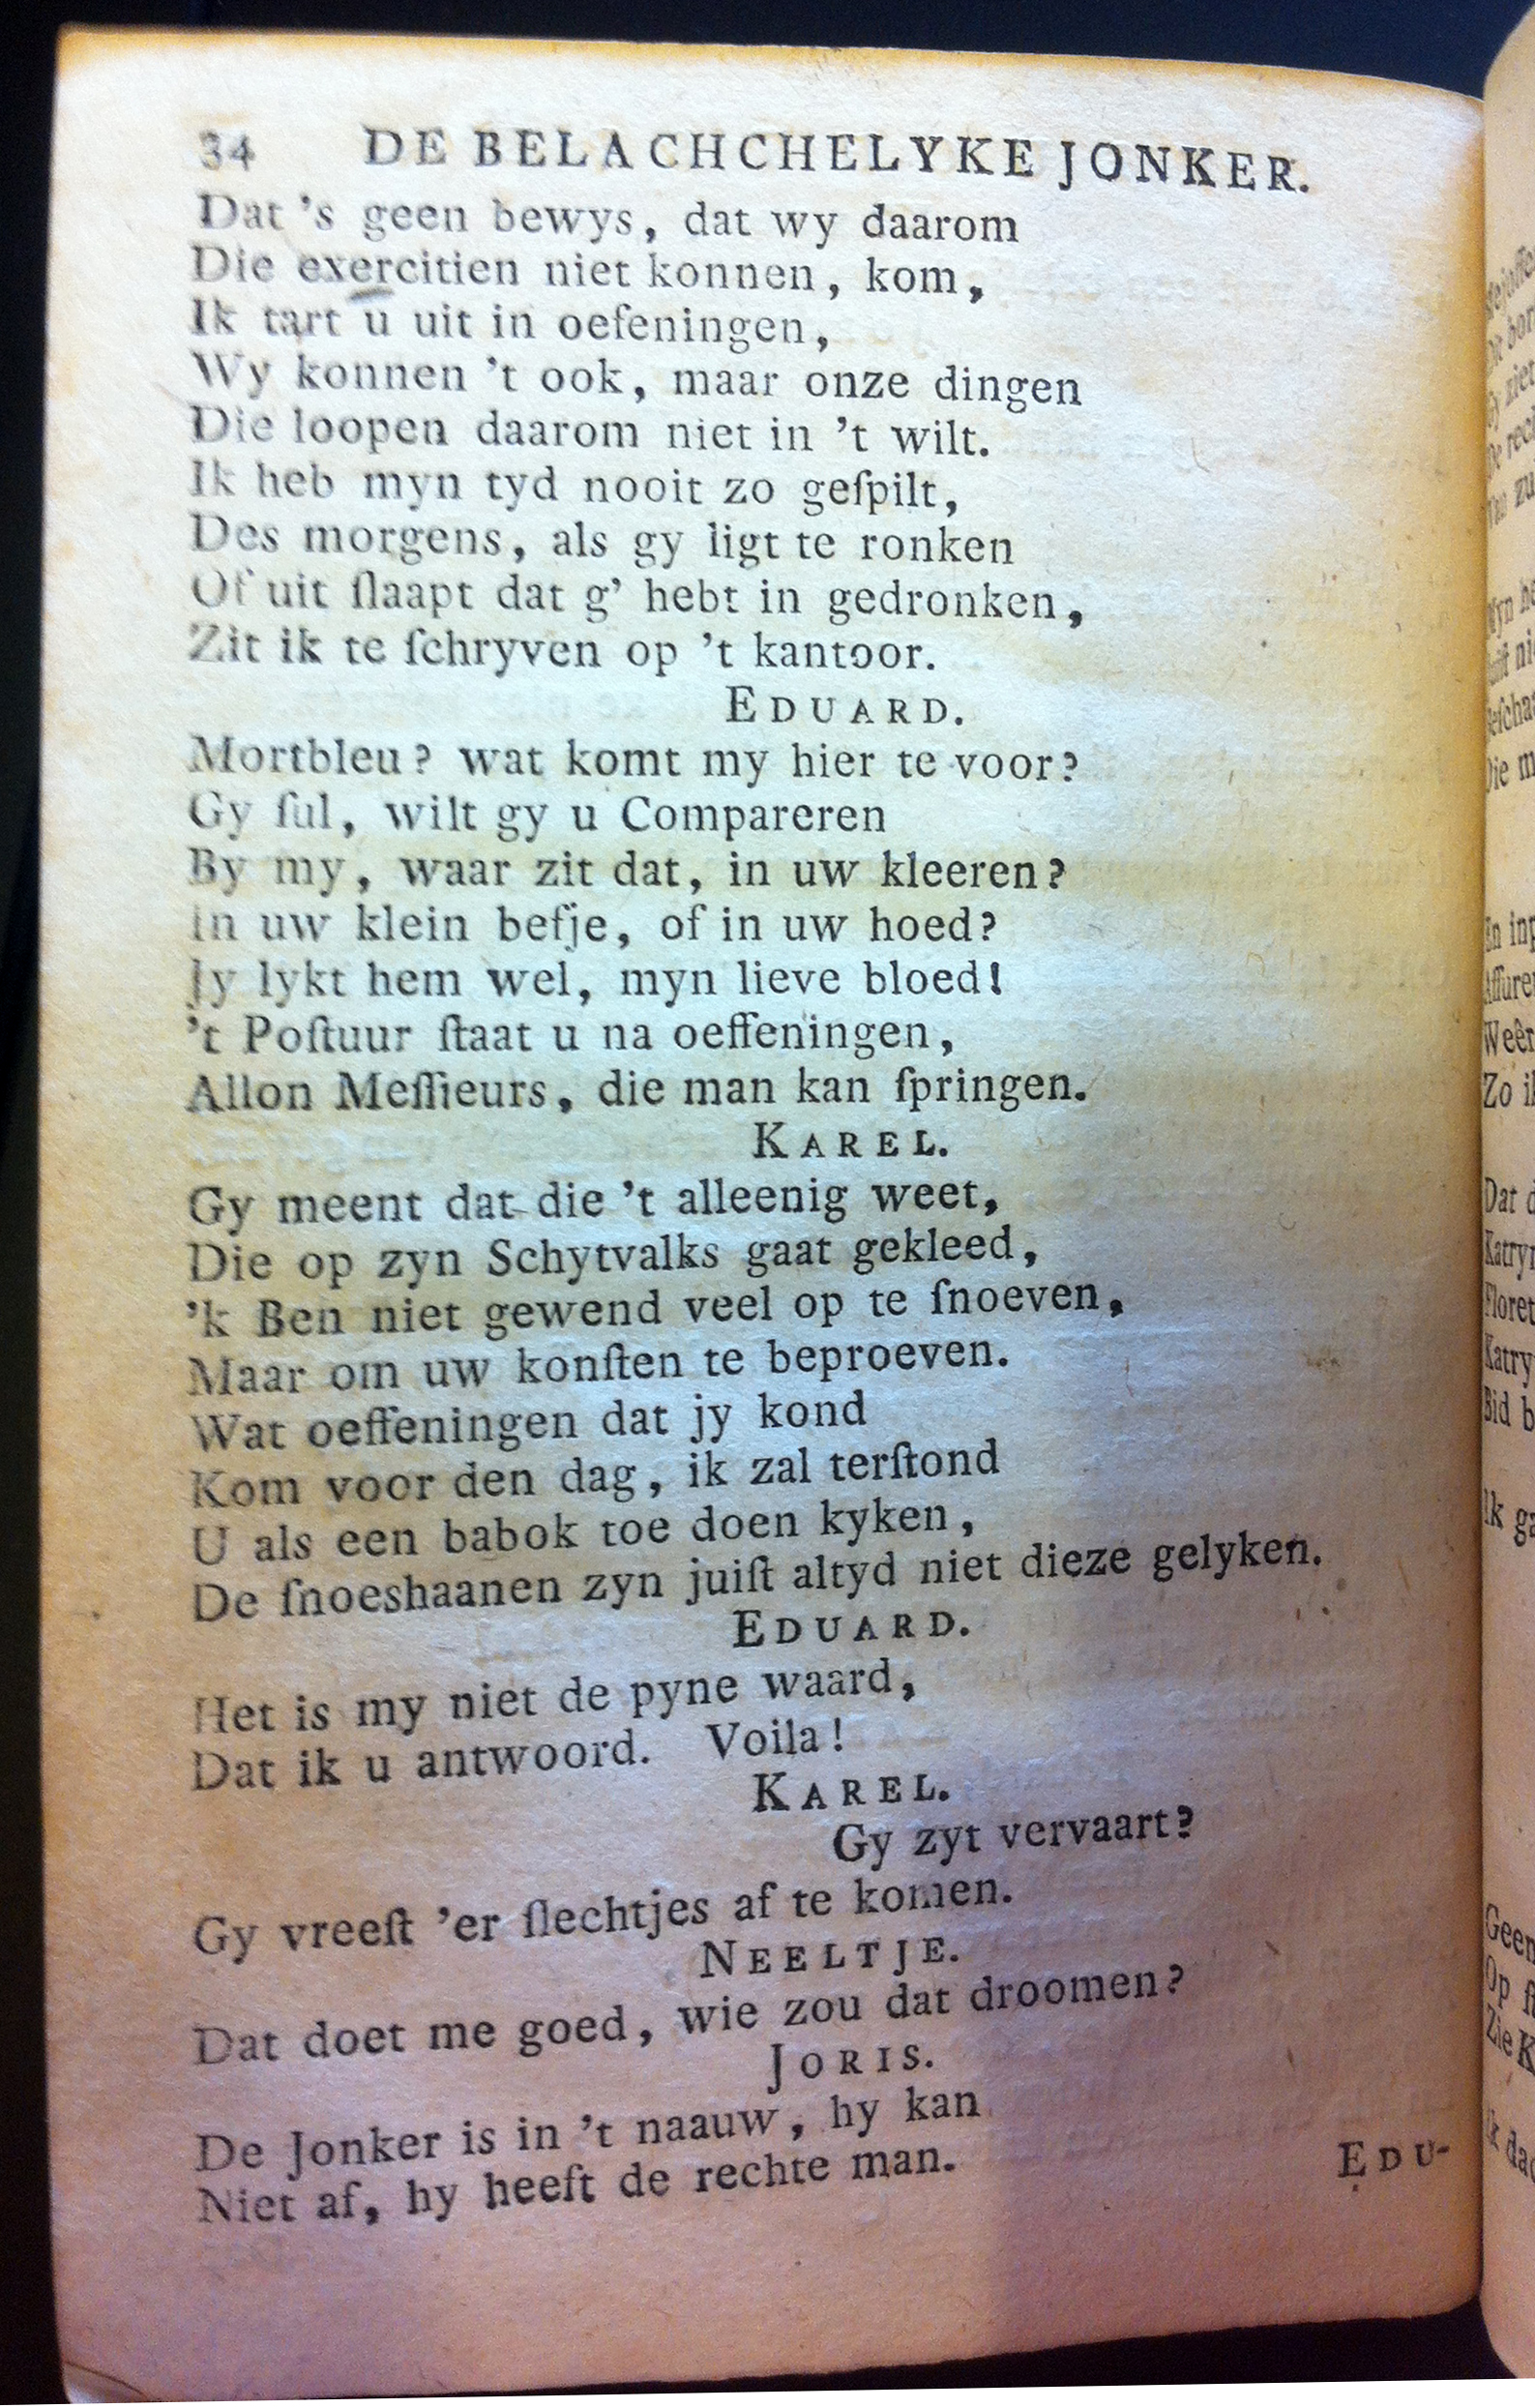 34 DE BELACHCHELYKE JONKER.
Dat 's geen bewys, dat wy daarom
Die exercitien niet konnen, kom,
Ik tart u uit in oefeningen,
Wy konnen 't ook, maar onze dingen
Die loopen daarom niet in 't wilt.
Ik heb myn tyd nooit zo geſpilt,
Des morgens, als gy ligt te ronken
Of uit ſlaapt dat g' hebt in gedronken,
Zit ik te ſchryven op 't kantoor.
EDUARD.
Mortbleu? wat komt my hier te voor?
Gy ſul, wilt gy u Compareren
By my, waar zit dat, in uw kleeren?
In uw klein befje, of in uw hoed?
Jy lykt hem wel, myn lieve bloed!
't Poſtuur ſtaat u na oeffeningen,
Allon Meſſieurs, die man kan ſpringen.
KAREL.
Gy meent dat die 't alleenig weet,
Die op zyn Schytvalks gaat gekleed,
'k Ben niet gewend veel op te ſnoeven,
Maar om uw konſten te beproeven.
Wat oeffeningen dat jy kond
Kom voor den dag, ik zal terſtond
U als een babok toe doen kyken,
De ſnoeshaanen zyn juiſt altyd niet dieze gelyken.
EDUARD.
Het is my niet de pyne waard,
Dat ik u antwoord. Voila!
KAREL.
Gy zyt vervaart?
Gy vreeſt 'er ſlechtjes af te komen.
NEELTJE.
Dat doet me goed, wie zou dat droomen?
JORIS.
De Jonker is in 't naauw, hy kan
Niet af, hy heeft de rechte man.
EDU-